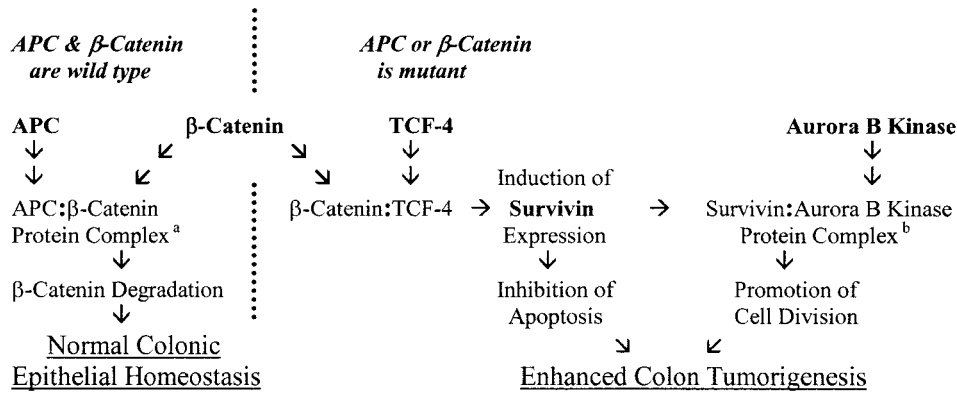 APC & β-Catenin
are wild type
APC or β-Catenin
is mutant
APC
β-Catenin
TCF-4
Aurora B Kinase
APC:β-Catenin
Protein Complex a
β-Catenin Degradation
Normal Colonic
Epithelial Homeostasis
β-Catenin:TCF-4
Induction of
Survivin
Expression
Inhibition of
Apoptosis
Survivin:Aurora B Kinase
Protein Complex b
Promotion of
Cell Division
Enhanced Colon Tumorigenesis